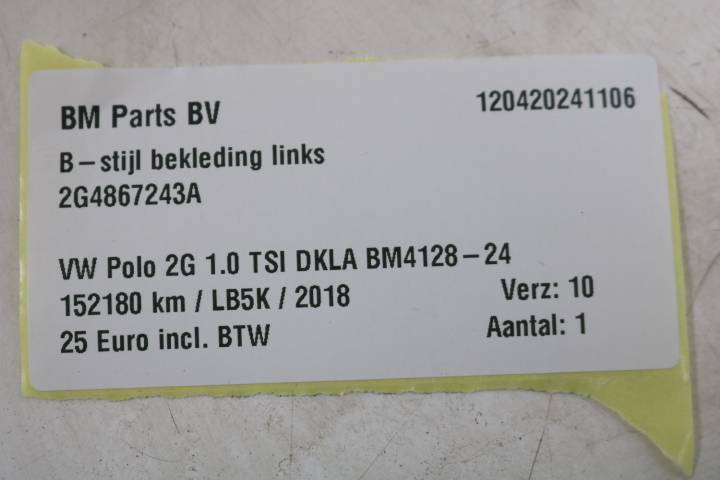 BM Parts BV 120420241106
B-stijl bekleding links
2G4867243A
VW Polo 2G 1.0 TSI DKLA BM4128-24
152180 km / LB5K / 2018 Verz: 10
25 Euro incl. BTW Aantal: 1